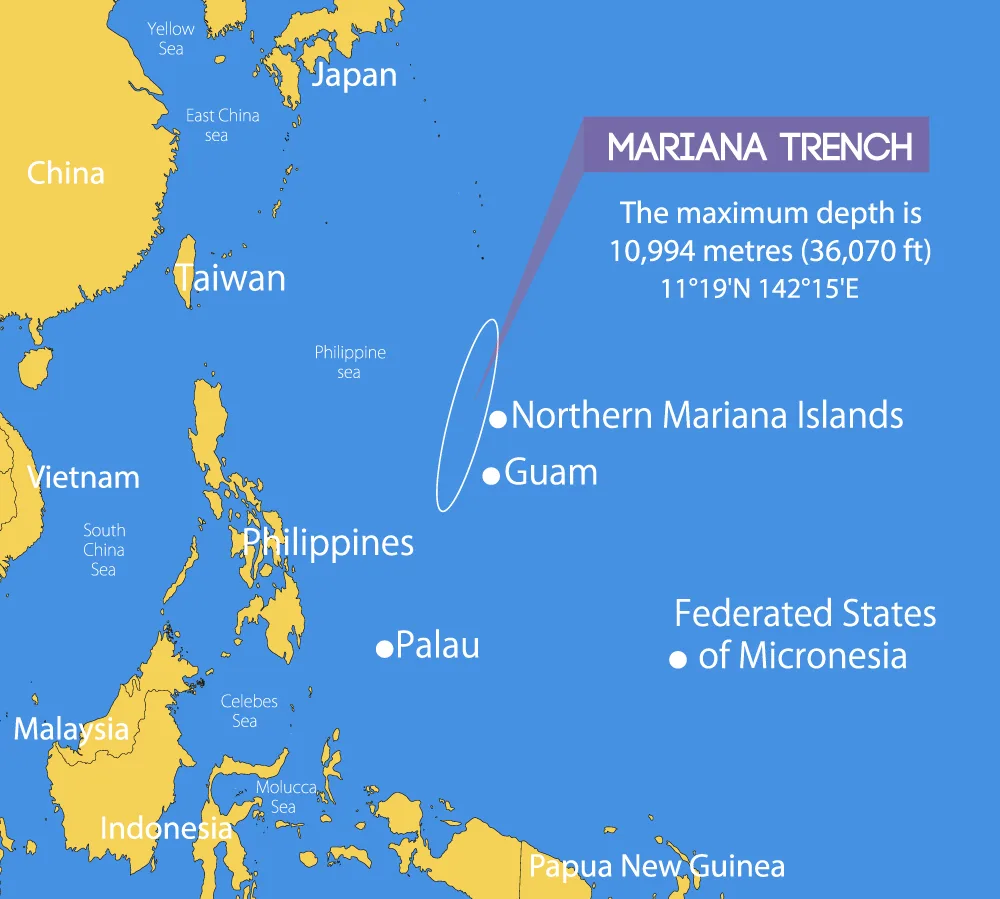 Yellow
Sea
Japan
East China
sea
MARIANA TRENCH
China
The maximum depth is
10,994 metres (36,070 ft)
11°19'N 142°15'E
Taiwan
Philippine
sea
Northern Mariana Islands
Guam
Vietnam
South
China
Sea
Philippines
Federated States
of Micronesia
Palau
Celebes
Sea
Malaysia
Molucca
Sea
Indonesia
Papua New Guinea